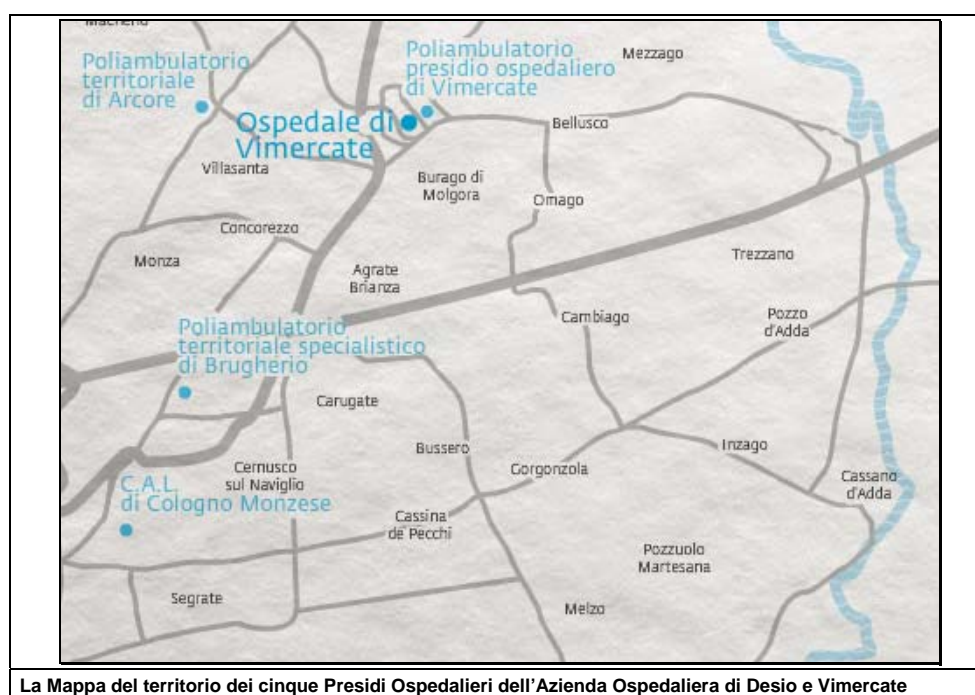 Macherio
Poliambulatorio
territoriale
di Arcore
Poliambulatorio
presidio ospedaliero
di Vimercate
Mezzago
Ospedale di
Vimercate
Bellusco
Villasanta
Burago di
Molgora
Omago
Concorezzo
Monza
Agrate
Brianza
Trezzano
Cambiago
Pozzo
d'Adda
Poliambulatorio
territoriale specialistico
di Brugherio
Carugate
Bussero
Inzago
Gorgonzola
Cernusco
sul Naviglio
Cassano
d'Adda
C.A.L.
di Cologno Monzese
Cassina
de Pecchi
Pozzuolo
Martesana
Segrate
Melzo
La Mappa del territorio dei cinque Presidi Ospedalieri dell'Azienda Ospedaliera di Desio e Vimercate